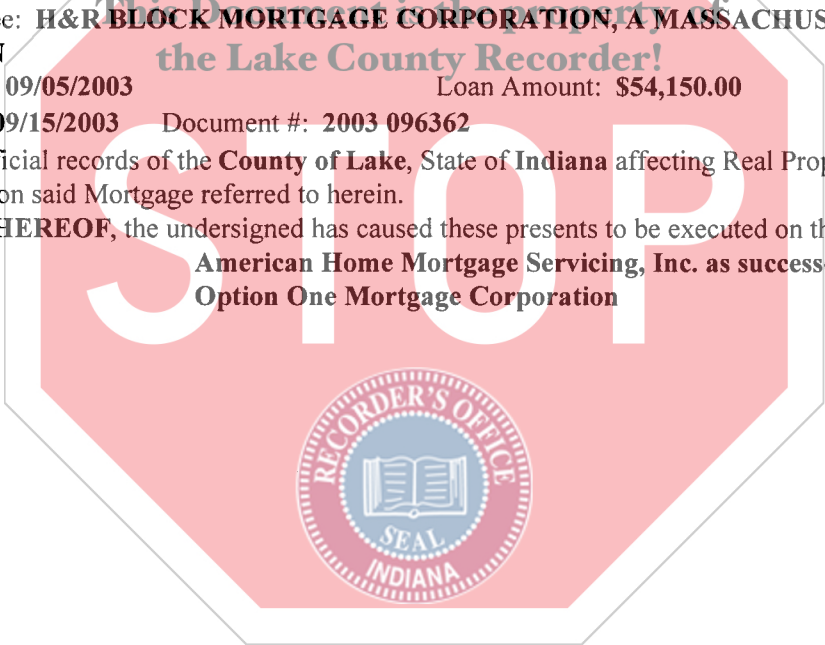 This Document is the property of
the Lake County Recorder!
ee: H&R BLOCK MORTGAGE CORPORATION, A MASSACHUS
N
09/05/2003 Loan Amount: $54,150.00
09/15/2003 Document #: 2003 096362
ficial records of the County of Lake, State of Indiana affecting Real Prop
on said Mortgage referred to herein.
HEREOF, the undersigned has caused these presents to be executed on th
American Home Mortgage Servicing, Inc. as success
Option One Mortgage Corporation
STOP
RECORDER'S OFFICE
SEAL
INDIANA